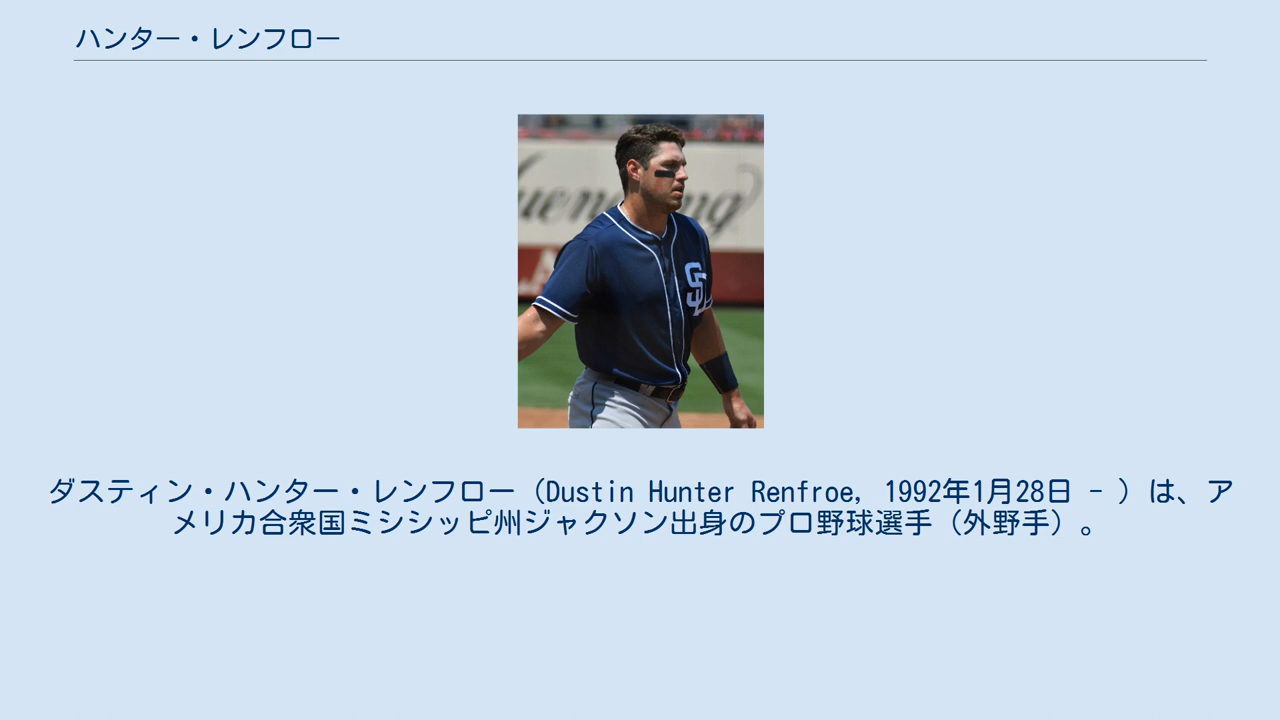 ハンター・レンフロー
SD
ダスティン・ハンター・レンフロー（Dustin Hunter Renfroe, 1992年1月28日 - ）は、ア
メリカ合衆国ミシシッピ州ジャクソン出身のプロ野球選手（外野手）。